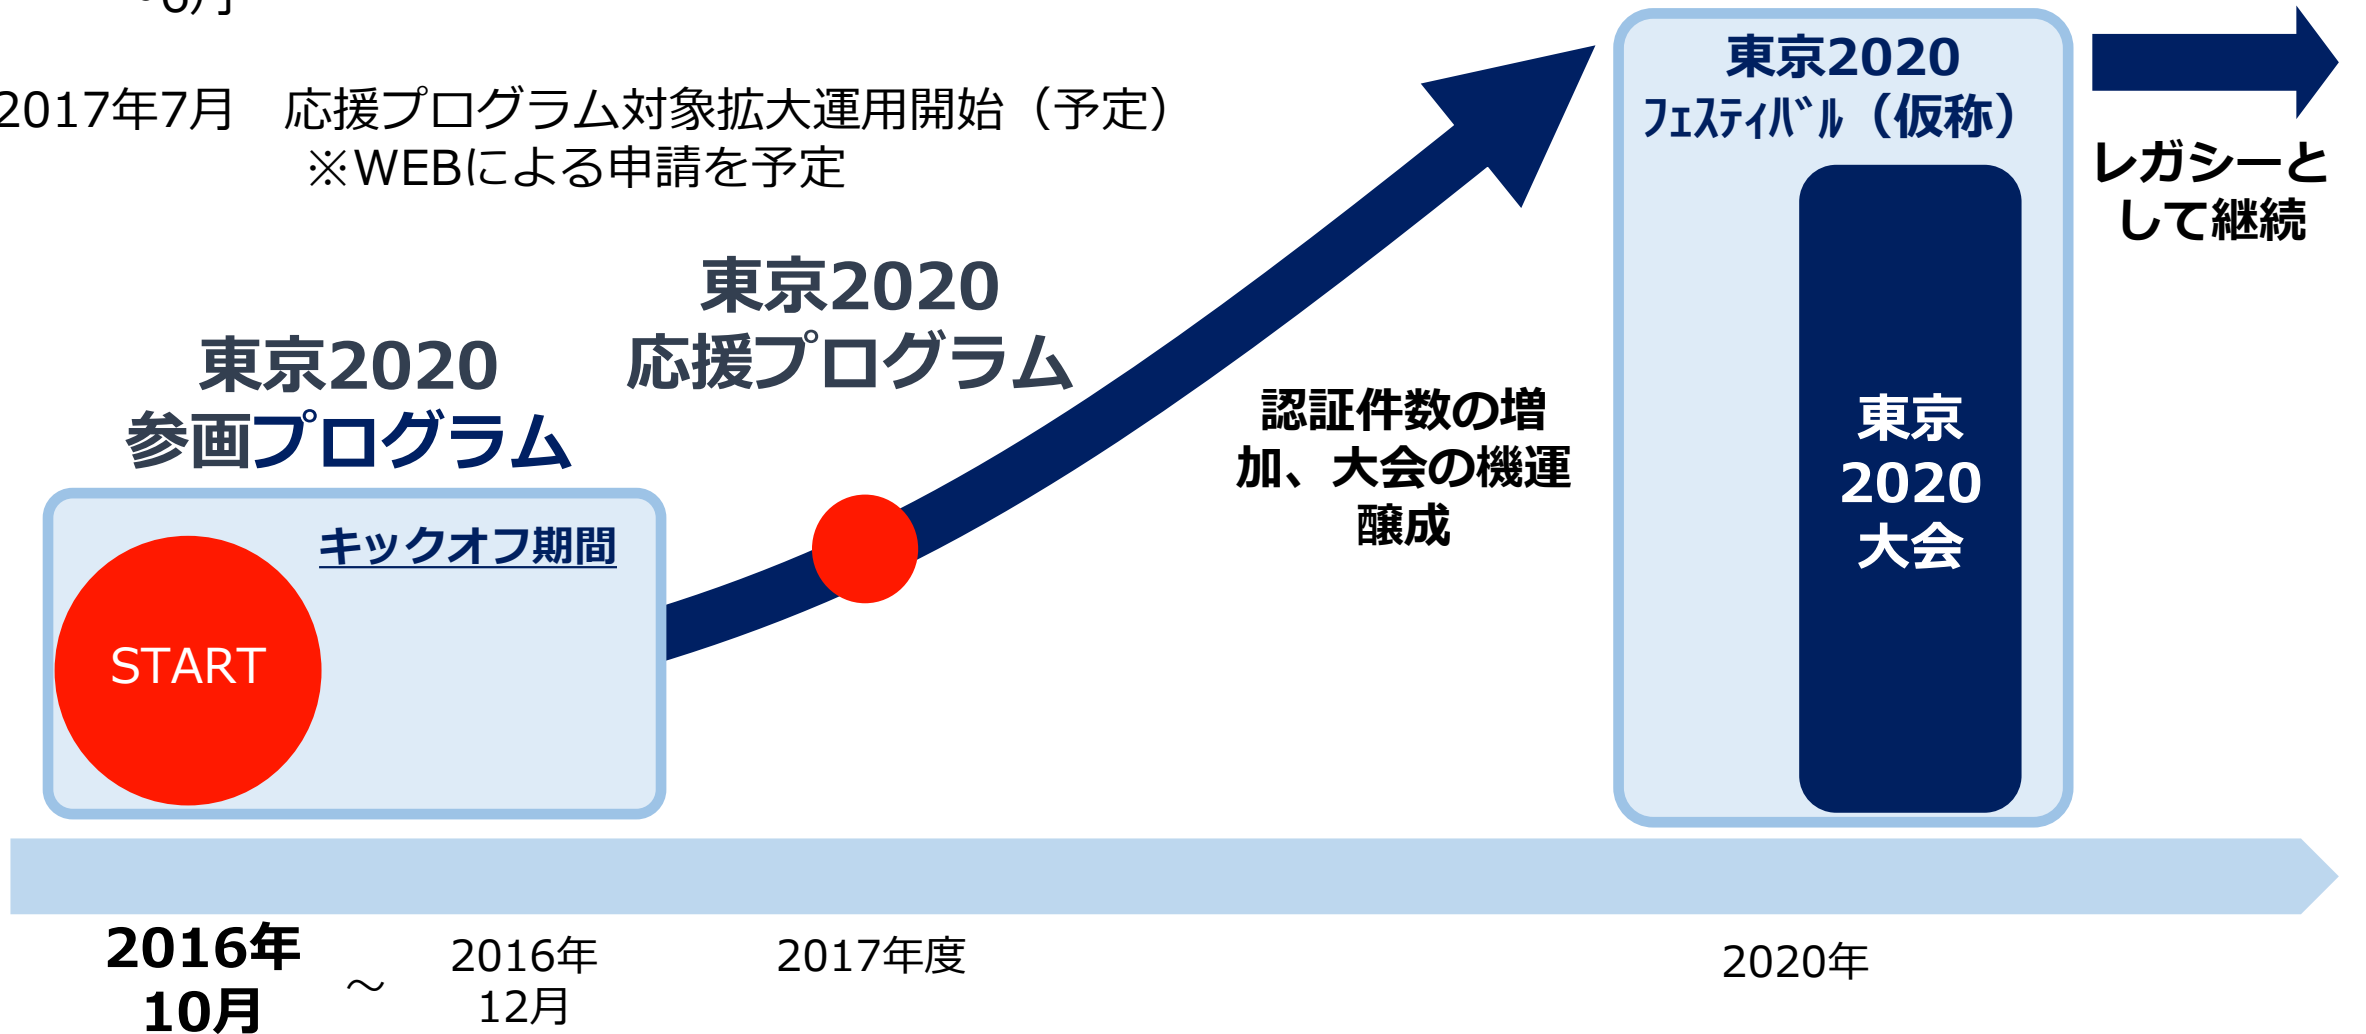 2017年7月　応援プログラム対象拡大運用開始（予定）
※WEBによる申請を予定
東京2020
参画プログラム
キックオフ期間
START
東京2020
応援プログラム
認証件数の増
加、大会の機運
醸成
東京2020
ﾌｪｽﾃｨﾊﾞﾙ（仮称）
東京
2020
大会
レガシーと
して継続
2016年
10月
～
2016年
12月
2017年度
2020年